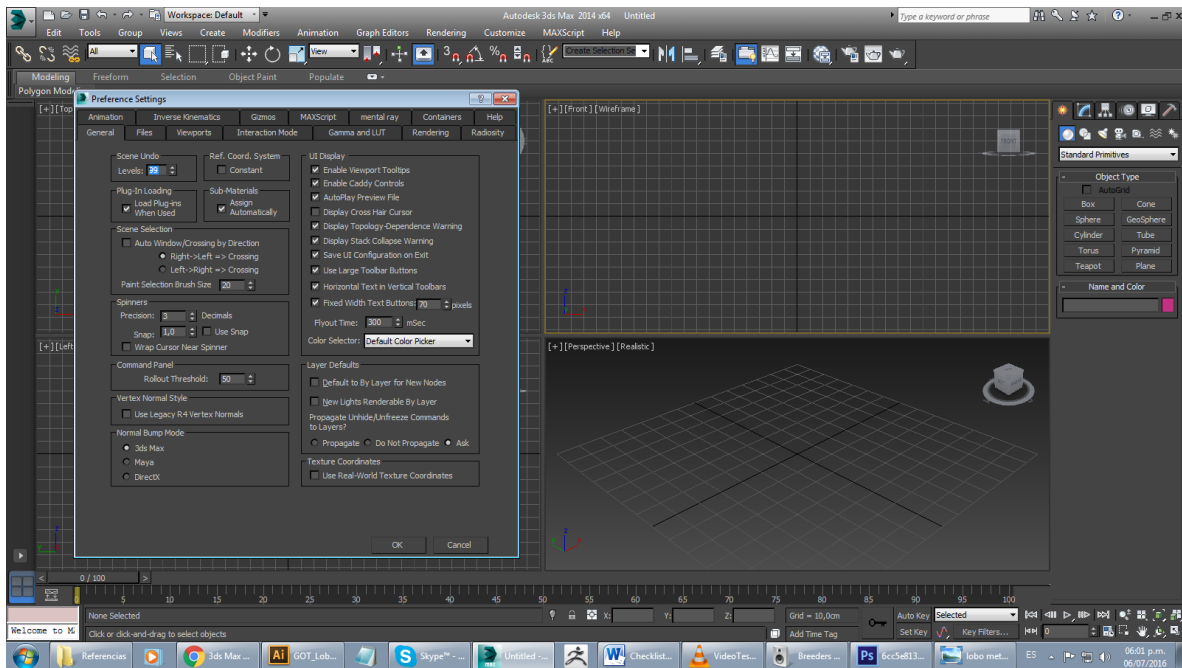 Workspace: Default
Autodesk 3ds Max 2014 x64 Untitled
Type a keyword or phrase
Edit Tools Group Views Create Modifiers Animation Graph Editors Rendering Customize MAXScript Help
All View Create Selection Se
Modeling Freeform Selection Object Paint Populate
Polygon Mode
[+][Top
Preference Settings
Animation Inverse Kinematics Gizmos MAXScript mental ray Containers Help
General Files Viewports Interaction Mode Gamma and LUT Rendering Radiosity
Scene Undo
Levels: 39
Ref. Coord. System
Constant
Plug-In Loading
Load Plug-ins
When Used
Sub-Materials
Assign
Automatically
Scene Selection
Auto Window/Crossing by Direction
Right->Left => Crossing
Left->Right => Crossing
Paint Selection Brush Size 20
Spinners
Precision: 3 Decimals
Snap: 1,0 Use Snap
Wrap Cursor Near Spinner
Command Panel
Rollout Threshold: 50
Vertex Normal Style
Use Legacy R4 Vertex Normals
Normal Bump Mode
3ds Max
Maya
DirectX
UI Display
Enable Viewport Tooltips
Enable Caddy Controls
AutoPlay Preview File
Display Cross Hair Cursor
Display Topology-Dependence Warning
Display Stack Collapse Warning
Save UI Configuration on Exit
Use Large Toolbar Buttons
Horizontal Text in Vertical Toolbars
Fixed Width Text Buttons: 70 pixels
Flyout Time: 300 mSec
Color Selector: Default Color Picker
Layer Defaults
Default to By Layer for New Nodes
New Lights Renderable By Layer
Propagate Unhide/Unfreeze Commands
to Layers?
Propagate Do Not Propagate Ask
Texture Coordinates
Use Real-World Texture Coordinates
OK Cancel
[+][Front][Wireframe]
FRONT
[+][Left
[+][Perspective][Realistic]
Standard Primitives
- Object Type
AutoGrid
Box Cone
Sphere GeoSphere
Cylinder Tube
Torus Pyramid
Teapot Plane
- Name and Color
< 0 / 100 >
0 5 10 15 20 25 30 35 40 45 50 55 60 65 70 75 80 85 90 95 100
None Selected X: Y: Z: Grid = 10,0cm Auto Key Selected
Welcome to M Click or click-and-drag to select objects Add Time Tag Set Key Key Filters... 0
Referencias 3ds Max ... GOT_Lob... Skype™ - ... Untitled -... Checklist... VideoTes... Breeders ... 6cc5e813... lobo met... ES 06:01 p.m.
06/07/2016